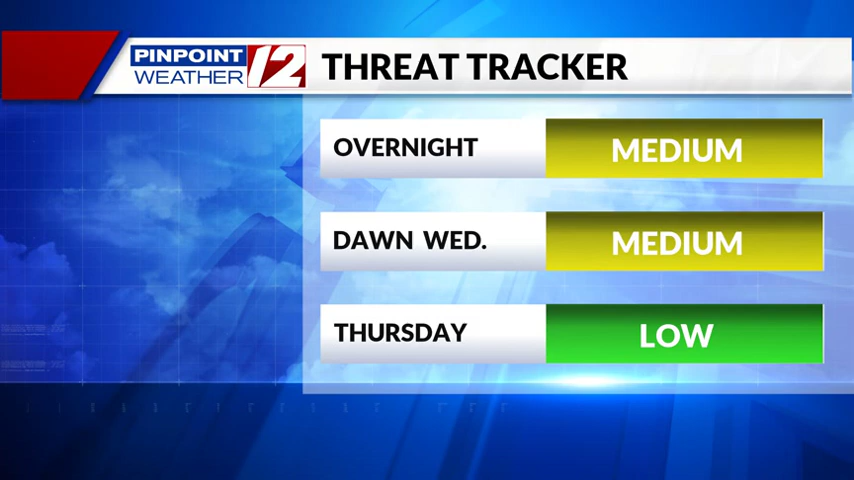 PINPOINT
WEATHER 12
THREAT TRACKER
OVERNIGHT MEDIUM
DAWN WED. MEDIUM
THURSDAY LOW